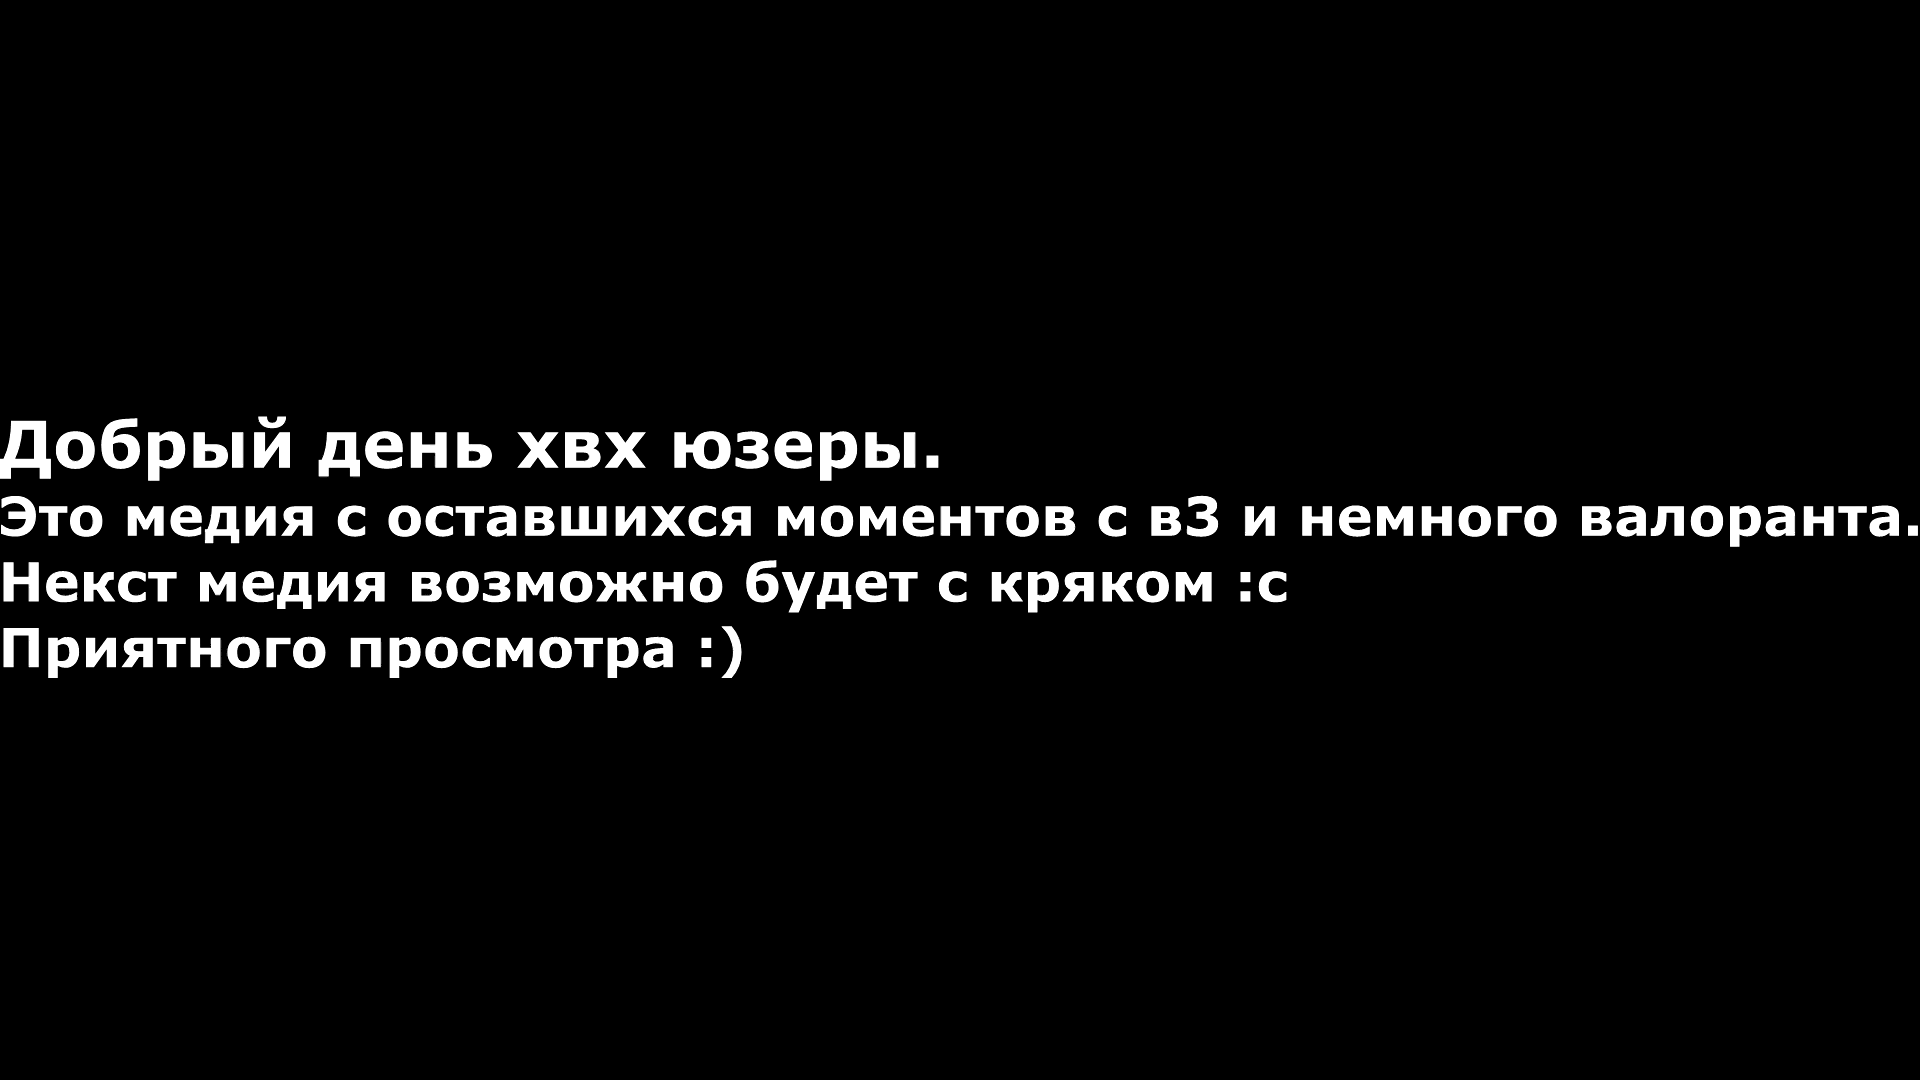 Добрый день хвх юзеры.
Это медия с оставшихся моментов с в3 и немного валоранта.
Некст медия возможно будет с кряком :с
Приятного просмотра :)